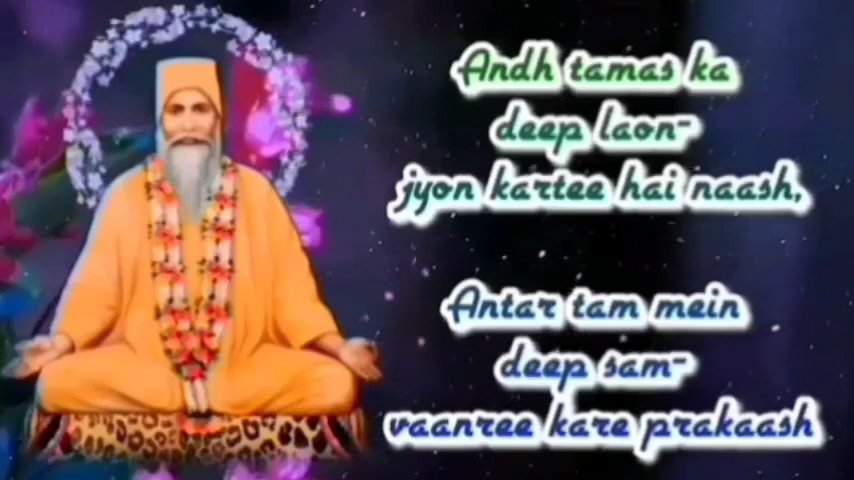 Andh tamas ka
deep laon-
jyon kartee hai naash,
Antar tam mein
deep sam-
vaanree kare prakaash